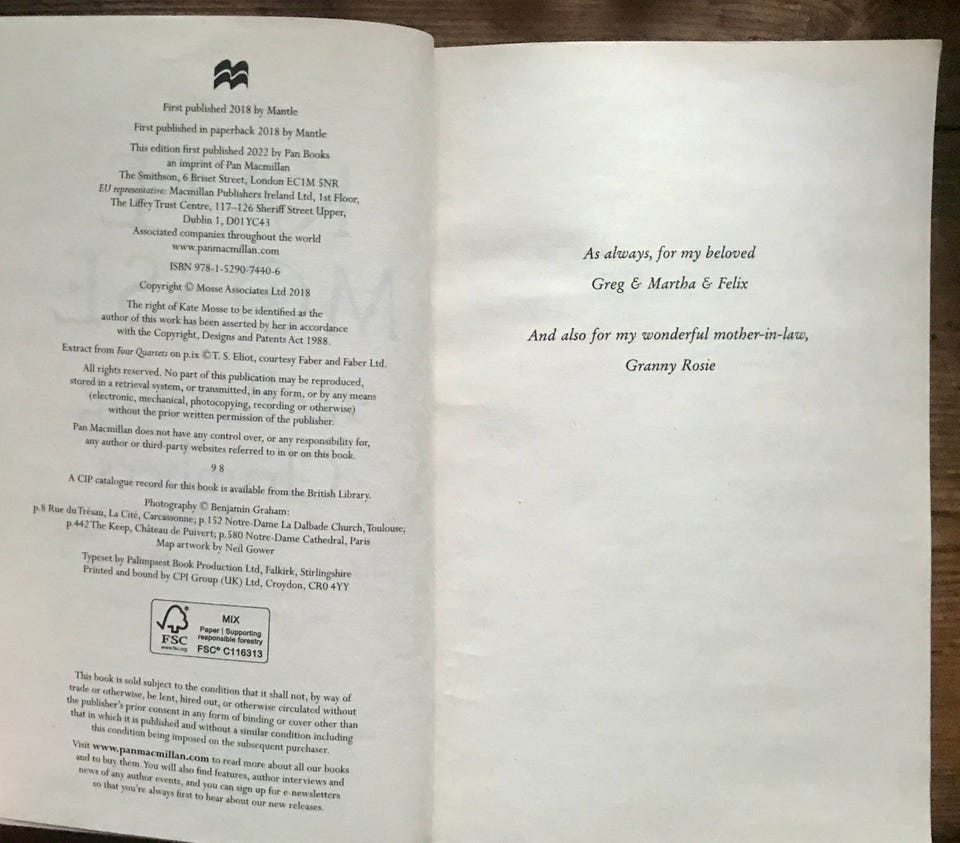 First published 2018 by Mantle
First published in paperback 2018 by Mantle
This edition first published 2022 by Pan Books
an imprint of Pan Macmillan
The Smithson, 6 Briset Street, London EC1M 5NR
EU representative: Macmillan Publishers Ireland Ltd, 1st Floor,
The Liffey Trust Centre, 117–126 Sheriff Street Upper,
Dublin 1, D01 YC43
Associated companies throughout the world
www.panmacmillan.com
ISBN 978-1-5290-7440-6
Copyright © Mosse Associates Ltd 2018
The right of Kate Mosse to be identified as the
author of this work has been asserted by her in accordance
with the Copyright, Designs and Patents Act 1988.
Extract from Four Quartets on p.ix © T. S. Eliot, courtesy Faber and Faber Ltd.
All rights reserved. No part of this publication may be reproduced,
stored in a retrieval system, or transmitted, in any form, or by any means
(electronic, mechanical, photocopying, recording or otherwise)
without the prior written permission of the publisher.
Pan Macmillan does not have any control over, or any responsibility for,
any author or third-party websites referred to in or on this book.
9 8
A CIP catalogue record for this book is available from the British Library.
Photography © Benjamin Graham:
p.8 Rue du Trésau, La Cité, Carcassonne; p.152 Notre-Dame La Dalbade Church, Toulouse;
p.442 The Keep, Château de Puivert; p.580 Notre-Dame Cathedral, Paris
Map artwork by Neil Gower
Typeset by Palimpsest Book Production Ltd, Falkirk, Stirlingshire
Printed and bound by CPI Group (UK) Ltd, Croydon, CR0 4YY
FSC
www.fsc.org
MIX
Paper | Supporting
responsible forestry
FSC® C116313
This book is sold subject to the condition that it shall not, by way of
trade or otherwise, be lent, hired out, or otherwise circulated without
the publisher's prior consent in any form of binding or cover other than
that in which it is published and without a similar condition including
this condition being imposed on the subsequent purchaser.
Visit www.panmacmillan.com to read more about all our books
and to buy them. You will also find features, author interviews and
news of any author events, and you can sign up for e-newsletters
so that you're always first to hear about our new releases.
As always, for my beloved
Greg & Martha & Felix
And also for my wonderful mother-in-law,
Granny Rosie